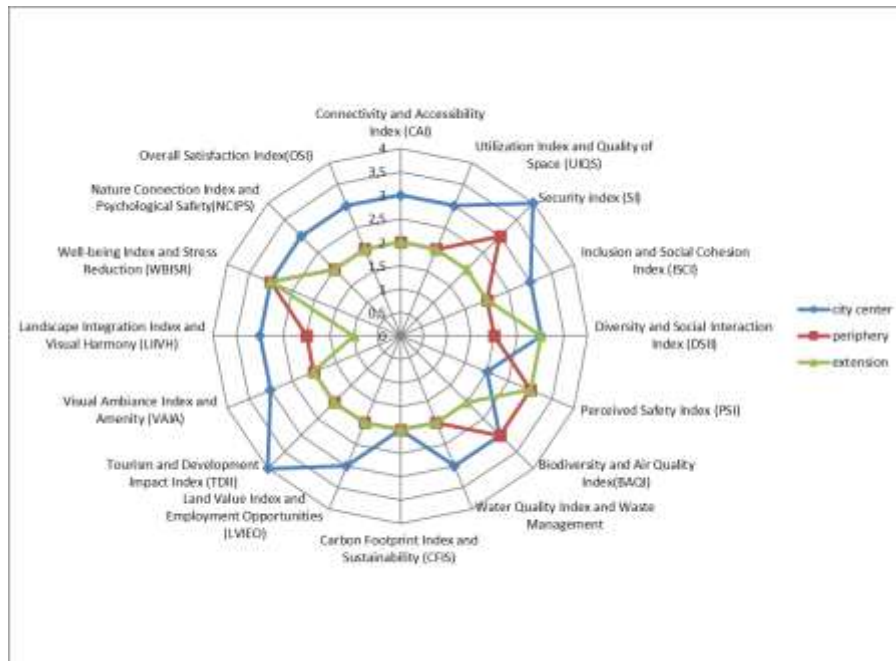 Connectivity and Accessibility
Index (CAI)
Utilization Index and Quality of
Space (UIQS)
Security index (SI)
Inclusion and Social Cohesion
Index (ISCI)
Diversity and Social Interaction
Index (DSII)
Perceived Safety Index (PSI)
Biodiversity and Air Quality
Index(BAQI)
Water Quality Index and Waste
Management
Carbon Footprint Index and
Sustainability (CFIS)
Land Value Index and
Employment Opportunities
(LVIEO)
Tourism and Development
Impact Index (TDII)
Visual Ambiance Index and
Amenity (VAIA)
Landscape Integration Index and
Visual Harmony (LIIVH)
Well-being Index and Stress
Reduction (WBISR)
Nature Connection Index and
Psychological Safety(NCIPS)
Overall Satisfaction Index(OSI)
4
3,5
3
2,5
2
1,5
1
0,5
0
city center
periphery
extension